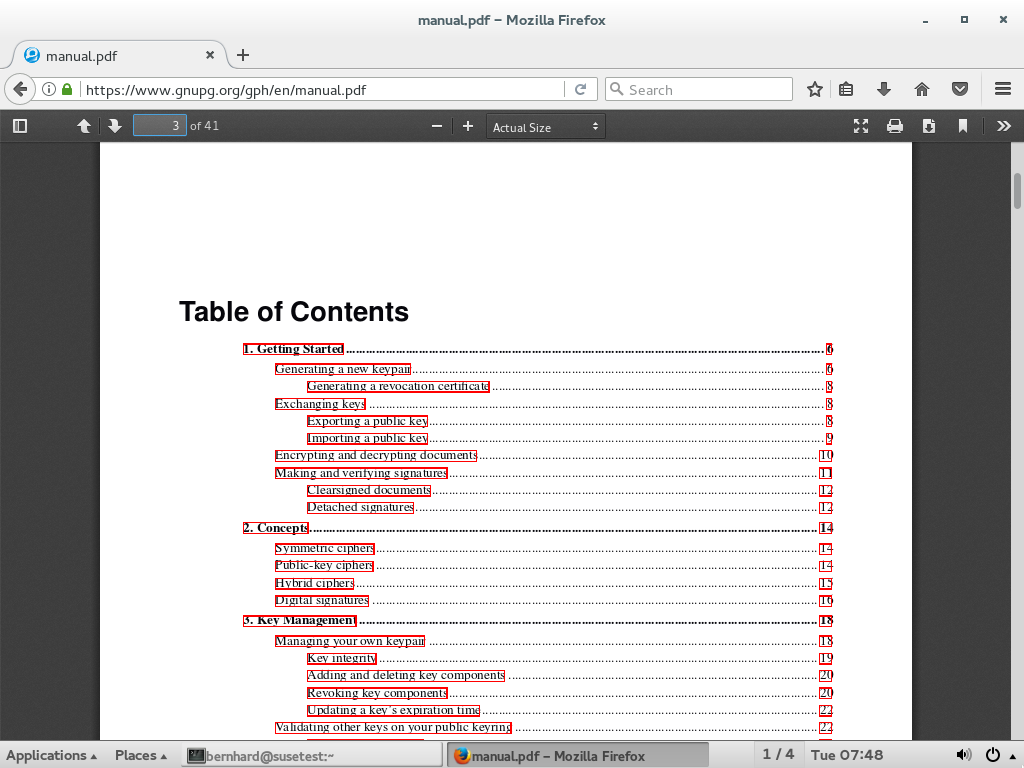 manual.pdf – Mozilla Firefox
manual.pdf
https://www.gnupg.org/gph/en/manual.pdf
Search
3 of 41
Actual Size
Table of Contents
1. Getting Started 6
Generating a new keypair 6
Generating a revocation certificate 8
Exchanging keys 8
Exporting a public key 8
Importing a public key 9
Encrypting and decrypting documents 10
Making and verifying signatures 11
Clearsigned documents 12
Detached signatures 12
2. Concepts 14
Symmetric ciphers 14
Public-key ciphers 14
Hybrid ciphers 15
Digital signatures 16
3. Key Management 18
Managing your own keypair 18
Key integrity 19
Adding and deleting key components 20
Revoking key components 20
Updating a key's expiration time 22
Validating other keys on your public keyring 22
Applications Places bernhard@susetest:~ manual.pdf – Mozilla Firefox 1 / 4 Tue 07:48